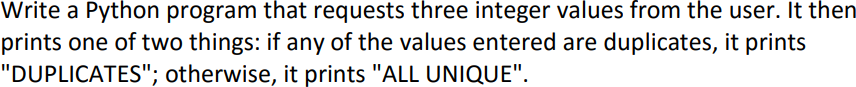 Write a Python program that requests three integer values from the user. It then
prints one of two things: if any of the values entered are duplicates, it prints
"DUPLICATES"; otherwise, it prints "ALL UNIQUE".